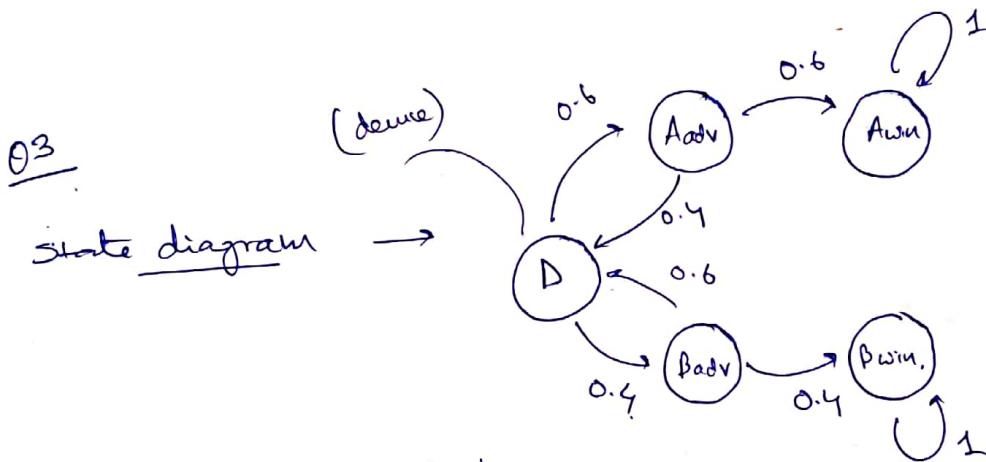 Q3
(deuce)
State diagram →
0.6
Aadv
0.6
Awin
1
0.4
D
0.6
0.4
Badv
0.4
Bwin.
1